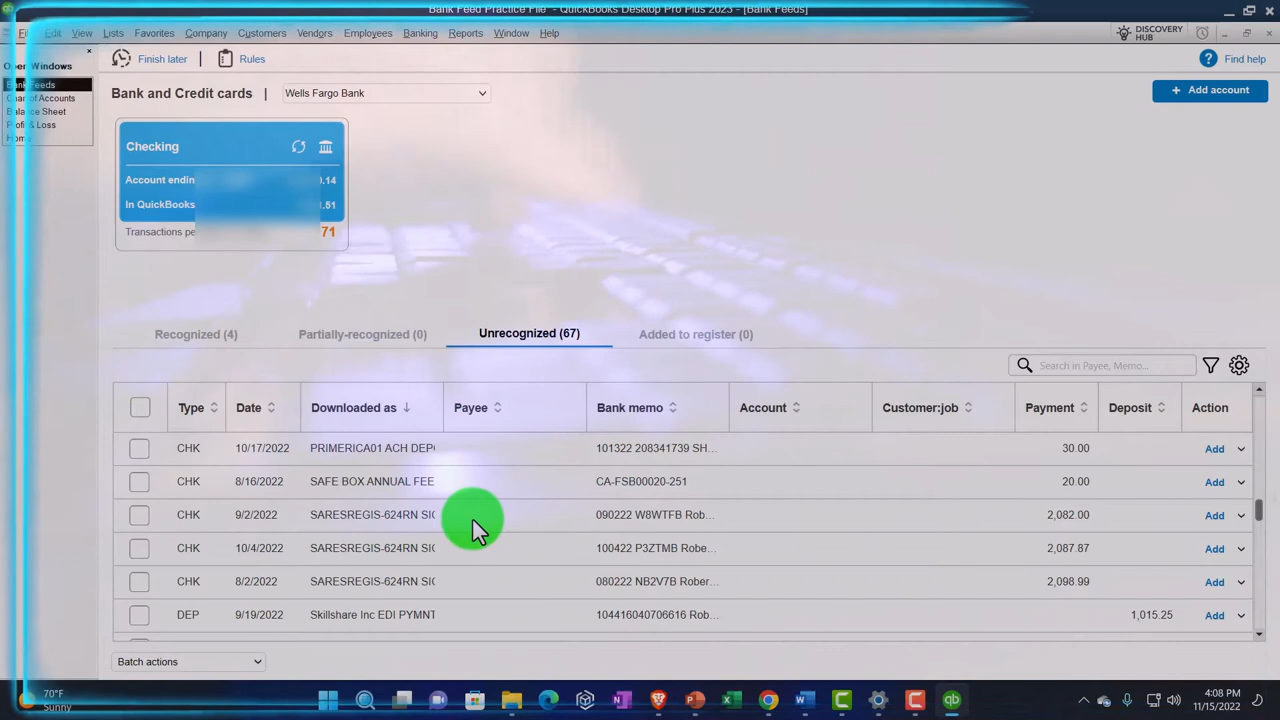 Bank Feed Practice File - QuickBooks Desktop Pro Plus 2023 - [Bank Feeds]
File Edit View Lists Favorites Company Customers Vendors Employees Banking Reports Window Help
DISCOVERY HUB
Open Windows
Bank Feeds
Chart of Accounts
Balance Sheet
Profit & Loss
Home
Finish later | Rules
Find help
Bank and Credit cards | Wells Fargo Bank
+ Add account
Checking
Account endin .14
In QuickBooks .51
Transactions pe 71
Recognized (4) Partially-recognized (0) Unrecognized (67) Added to register (0)
Search in Payee, Memo...
Type Date Downloaded as Payee Bank memo Account Customer:job Payment Deposit Action
CHK 10/17/2022 PRIMERICA01 ACH DEP 101322 208341739 SH... 30.00 Add
CHK 8/16/2022 SAFE BOX ANNUAL FEE CA-FSB00020-251 20.00 Add
CHK 9/2/2022 SARESREGIS-624RN SIG 090222 W8WTFB Rob... 2,082.00 Add
CHK 10/4/2022 SARESREGIS-624RN SIG 100422 P3ZTMB Robe... 2,087.87 Add
CHK 8/2/2022 SARESREGIS-624RN SIG 080222 NB2V7B Rober... 2,098.99 Add
DEP 9/19/2022 Skillshare Inc EDI PYMNT 104416040706616 Rob... 1,015.25 Add
Batch actions
70°F
Sunny
4:08 PM
11/15/2022